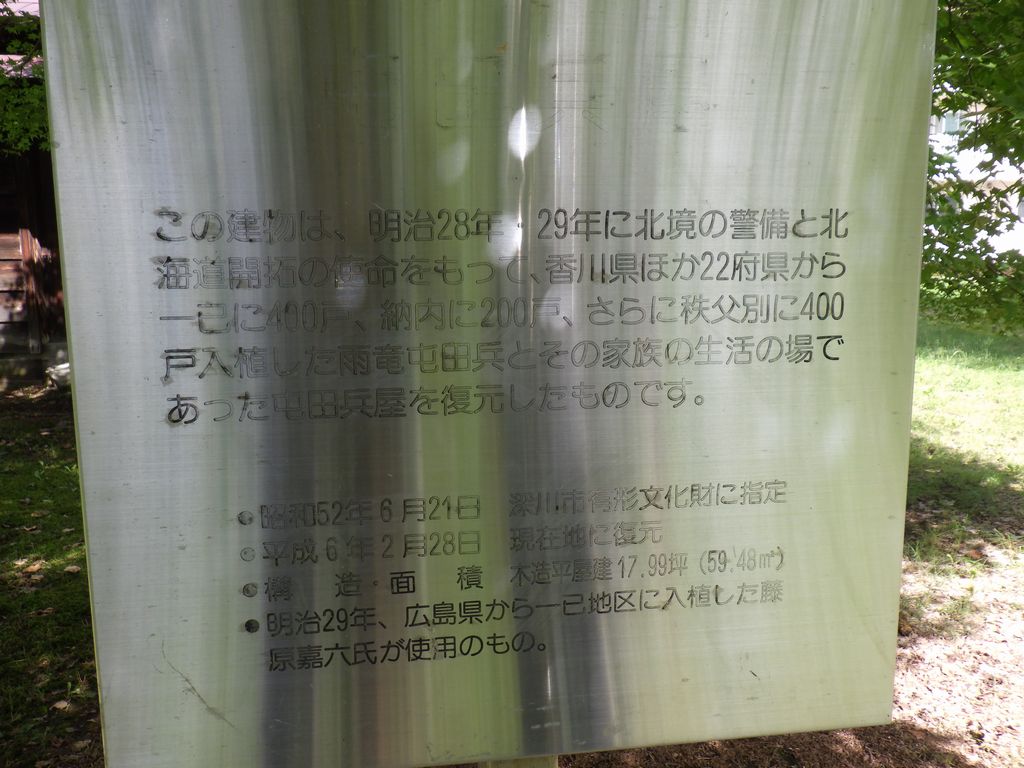 この建物は、明治28年・29年に北境の警備と北
海道開拓の使命をもって、香川県ほか22府県から
一已に400戸、納内に200戸、さらに秩父別に400
戸入植した雨竜屯田兵とその家族の生活の場で
あった屯田兵屋を復元したものです。
●昭和52年6月21日 深川市有形文化財に指定
●平成6年2月28日 現在地に復元
●構造・面積 木造平屋建17.99坪(59.48㎡)
●明治29年、広島県から一已地区に入植した藤
原嘉六氏が使用のもの。